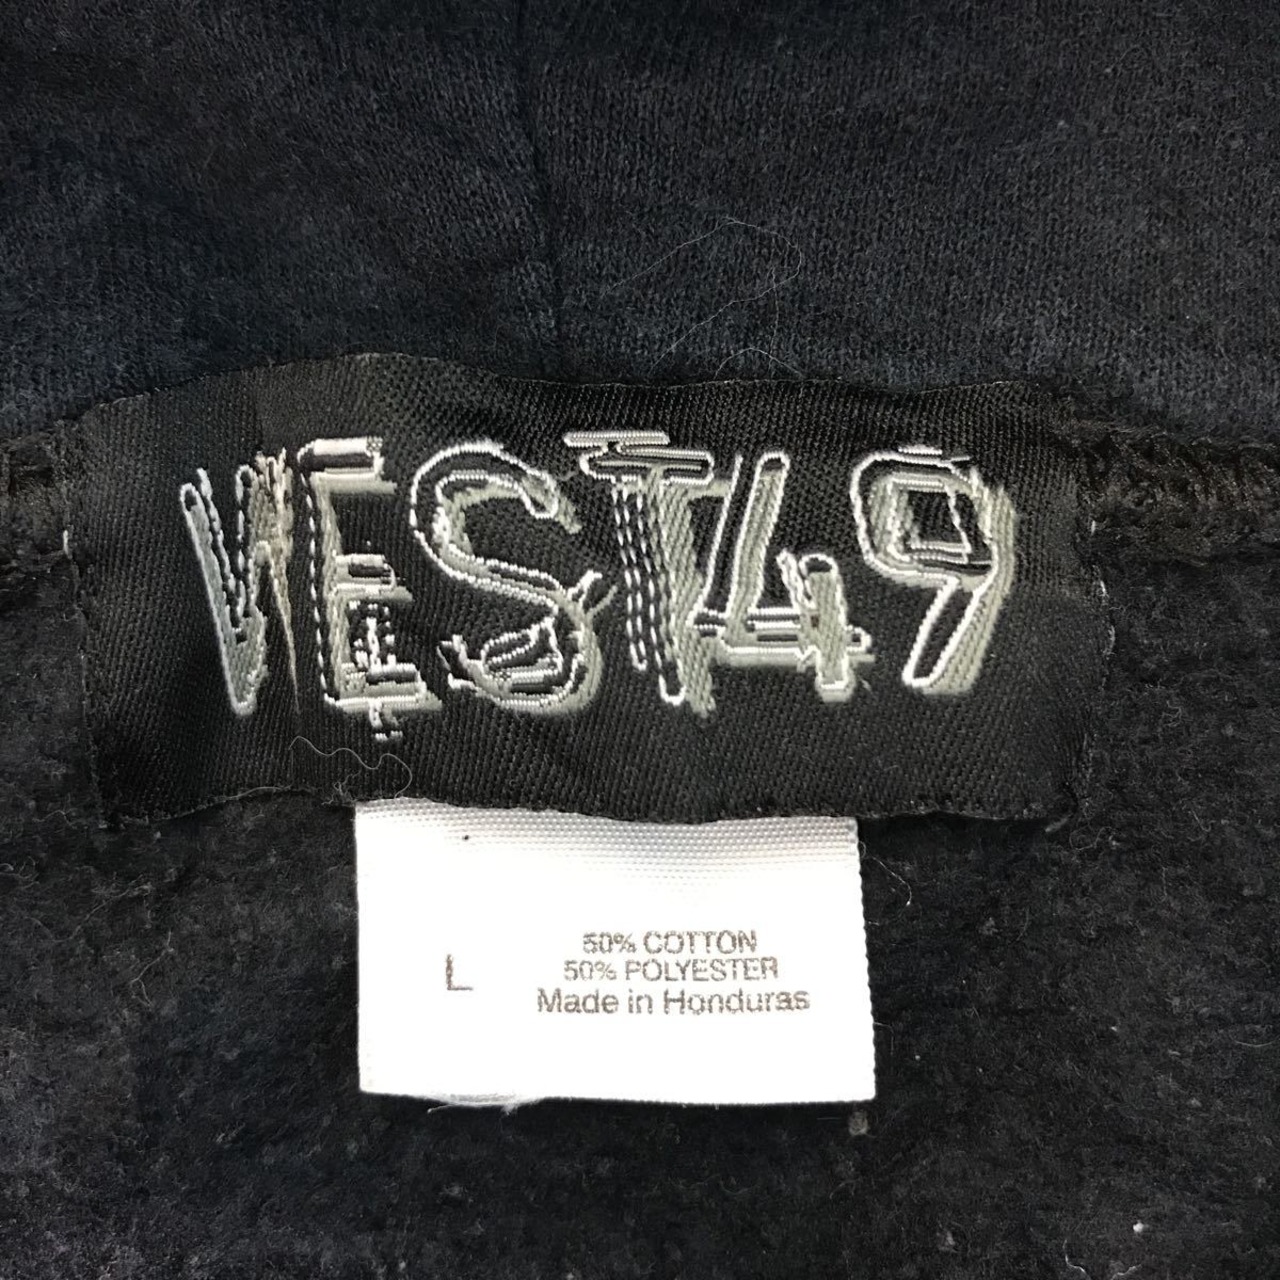 WEST49
L
50% COTTON
50% POLYESTER
Made in Honduras